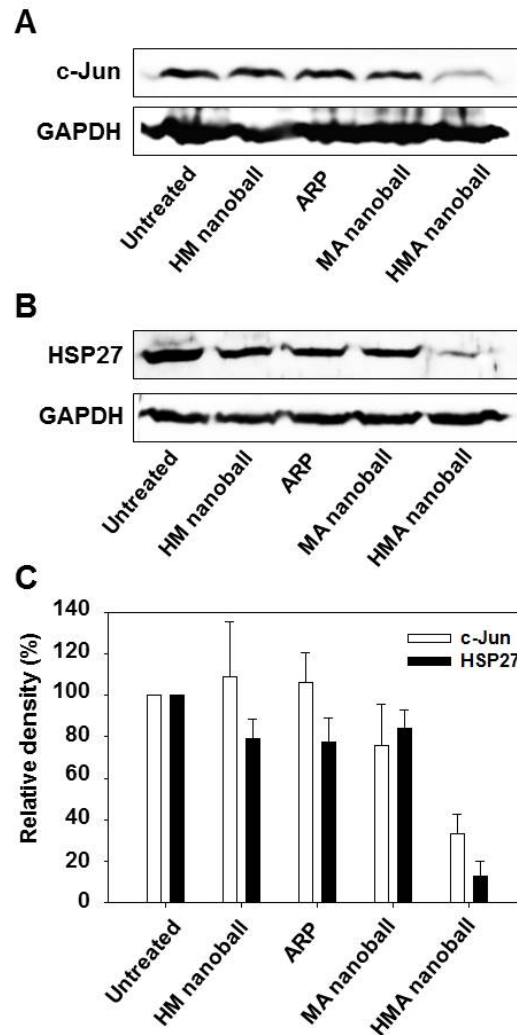 A
c-Jun
GAPDH
Untreated
HM nanoball
ARP
MA nanoball
HMA nanoball
B
HSP27
GAPDH
Untreated
HM nanoball
ARP
MA nanoball
HMA nanoball
C
Relative density (%)
140
120
100
80
60
40
20
0
c-Jun
HSP27
Untreated
HM nanoball
ARP
MA nanoball
HMA nanoball